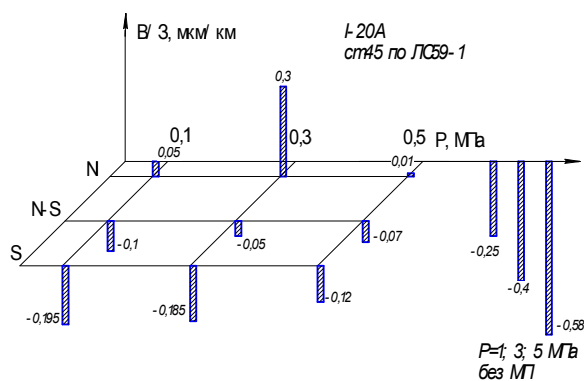 В/ З, мкм/ км
I- 20А
ст45 по ЛС59- 1
0,3
0,1
0,3
0,5
Р, МПа
0,05
0,01
N
N- S
- 0,1
- 0,05
- 0,07
- 0,25
S
- 0,4
- 0,12
- 0,195
- 0,185
- 0,58
Р=1; 3; 5 МПа
без МП